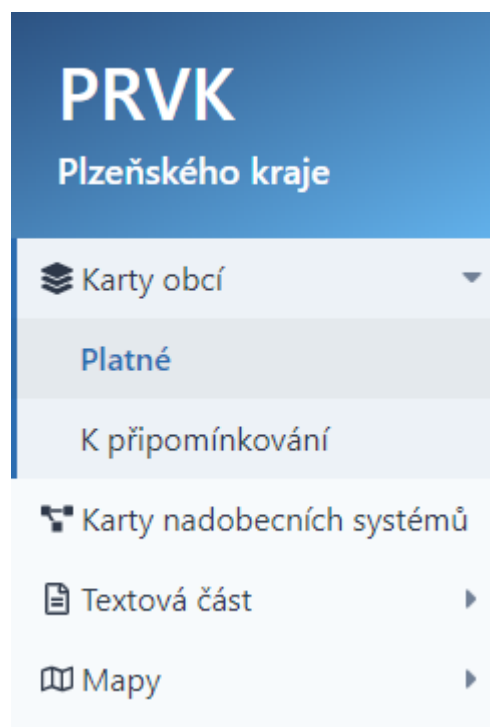 PRVK
Plzeňského kraje
Karty obcí
Platné
K připomínkování
Karty nadobecních systémů
Textová část
Mapy